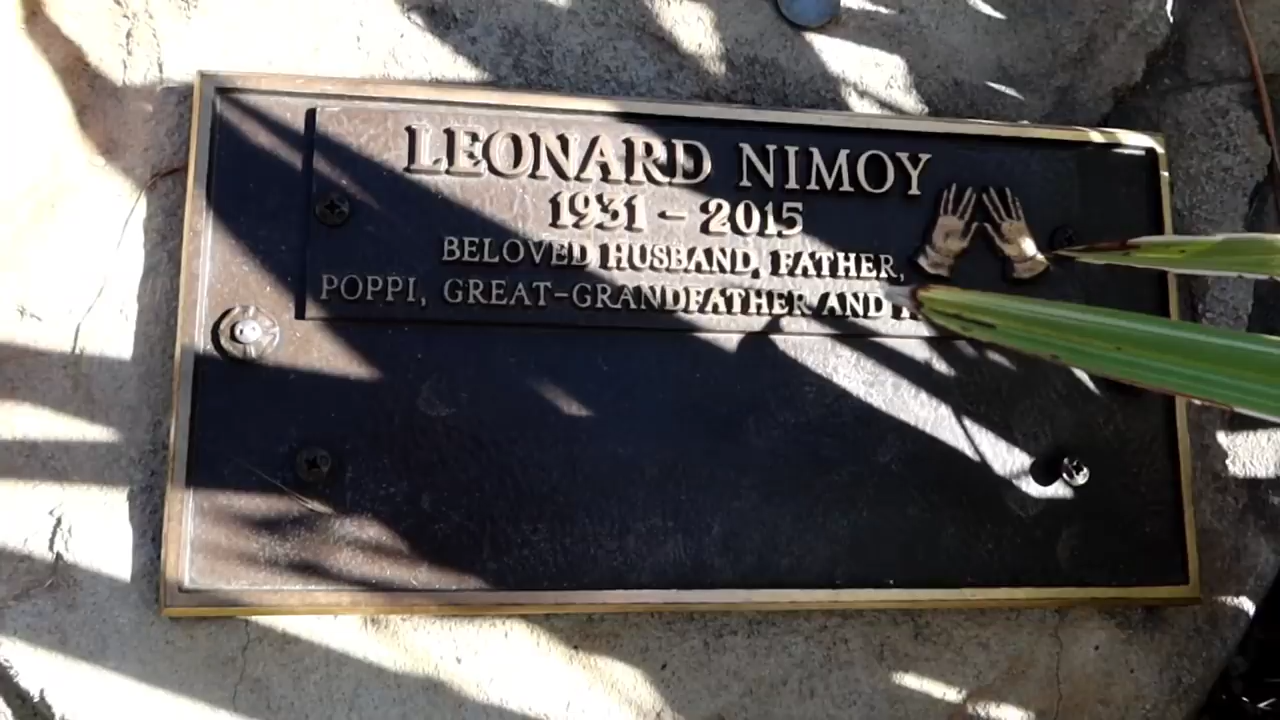 LEONARD NIMOY
1931 – 2015
BELOVED HUSBAND, FATHER,
POPPI, GREAT-GRANDFATHER AND